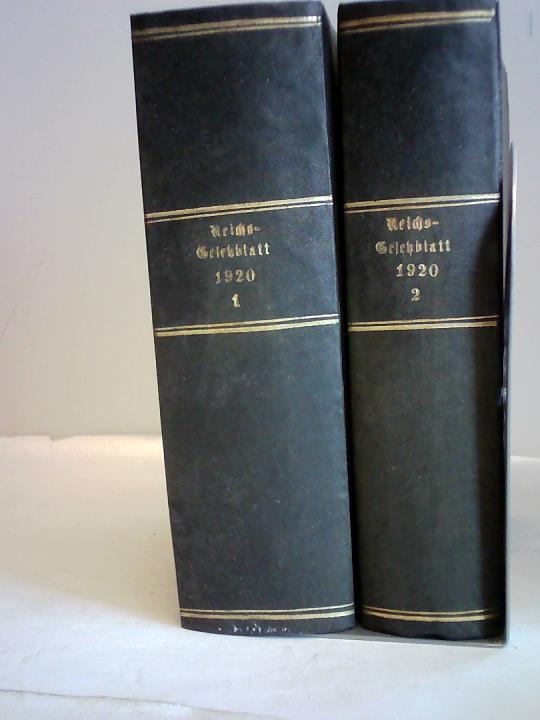 Reichs-
Gesetzblatt
1920
1
Reichs-
Gesetzblatt
1920
2